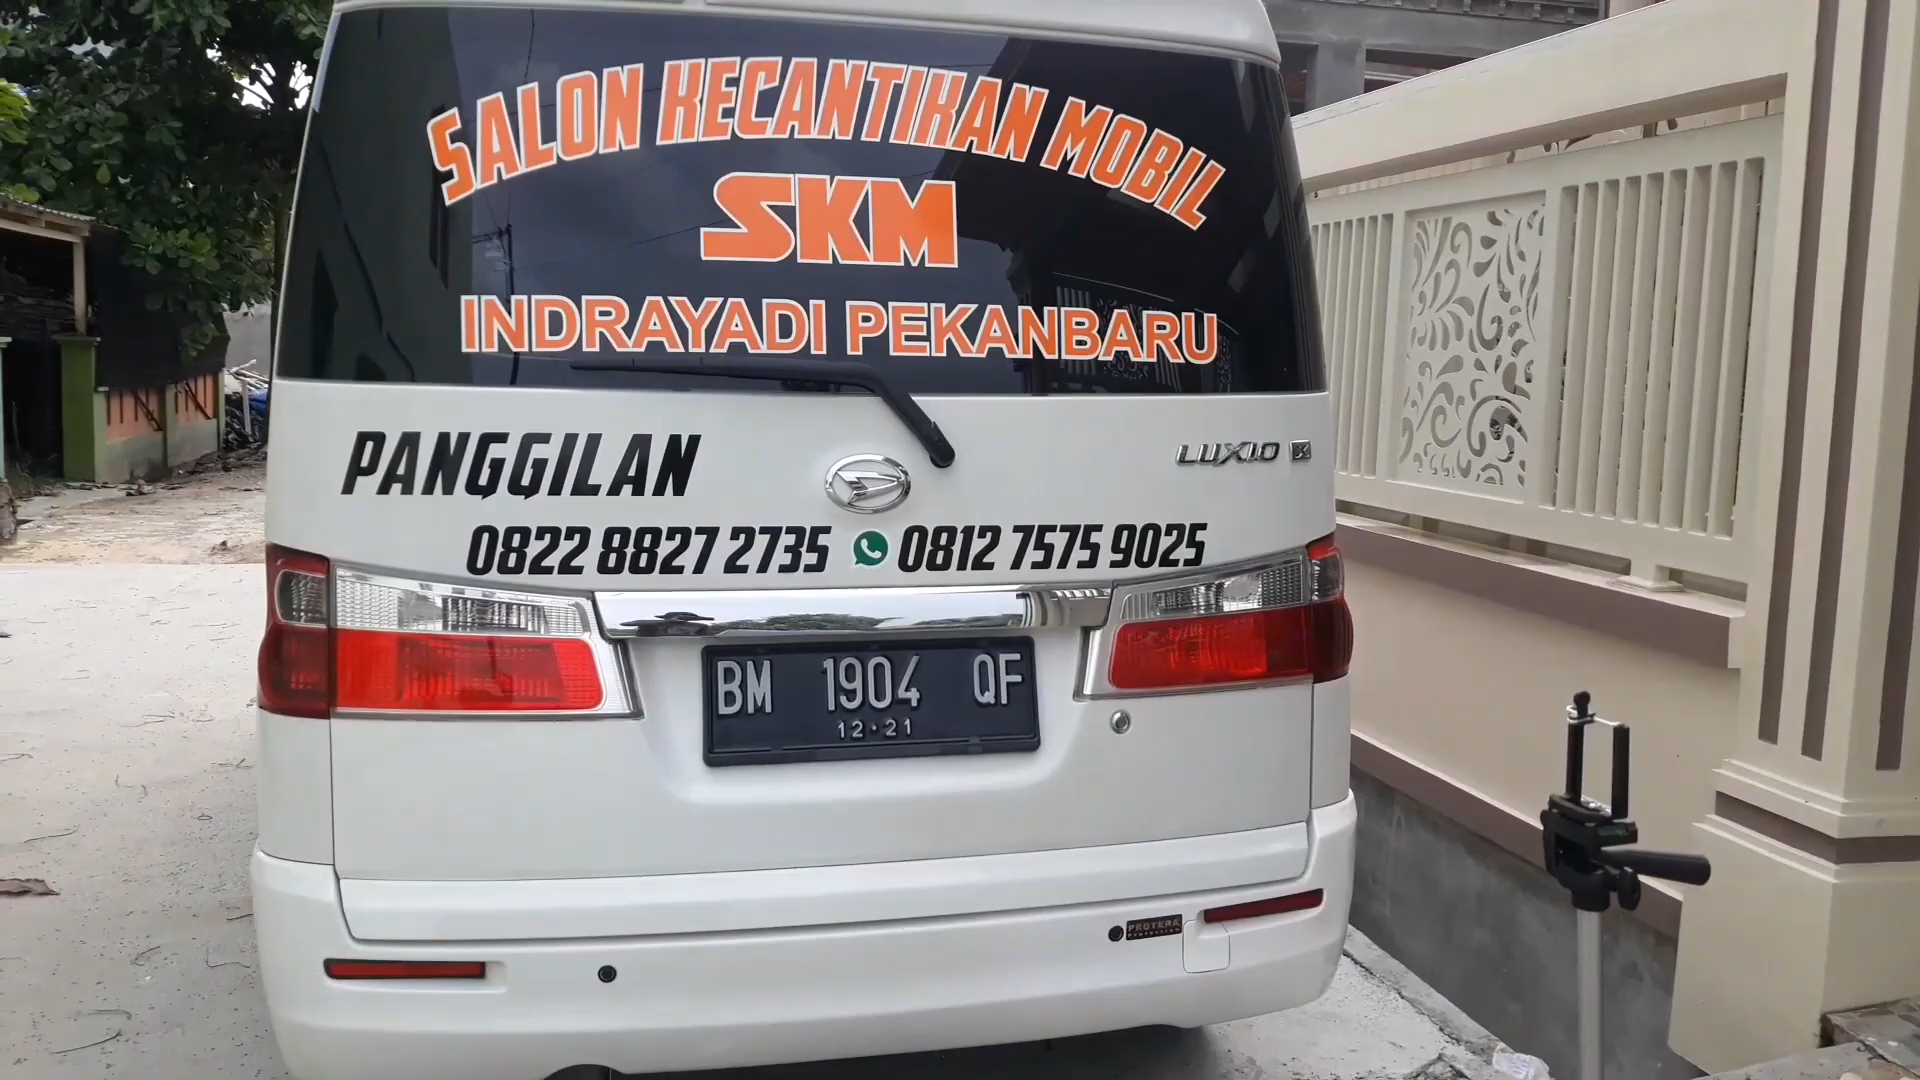 SALON KECANTIKAN MOBIL
SKM
INDRAYADI PEKANBARU
PANGGILAN
LUXIO X
0822 8827 2735 0812 7575 9025
BM 1904 QF
12·21
PROTERA